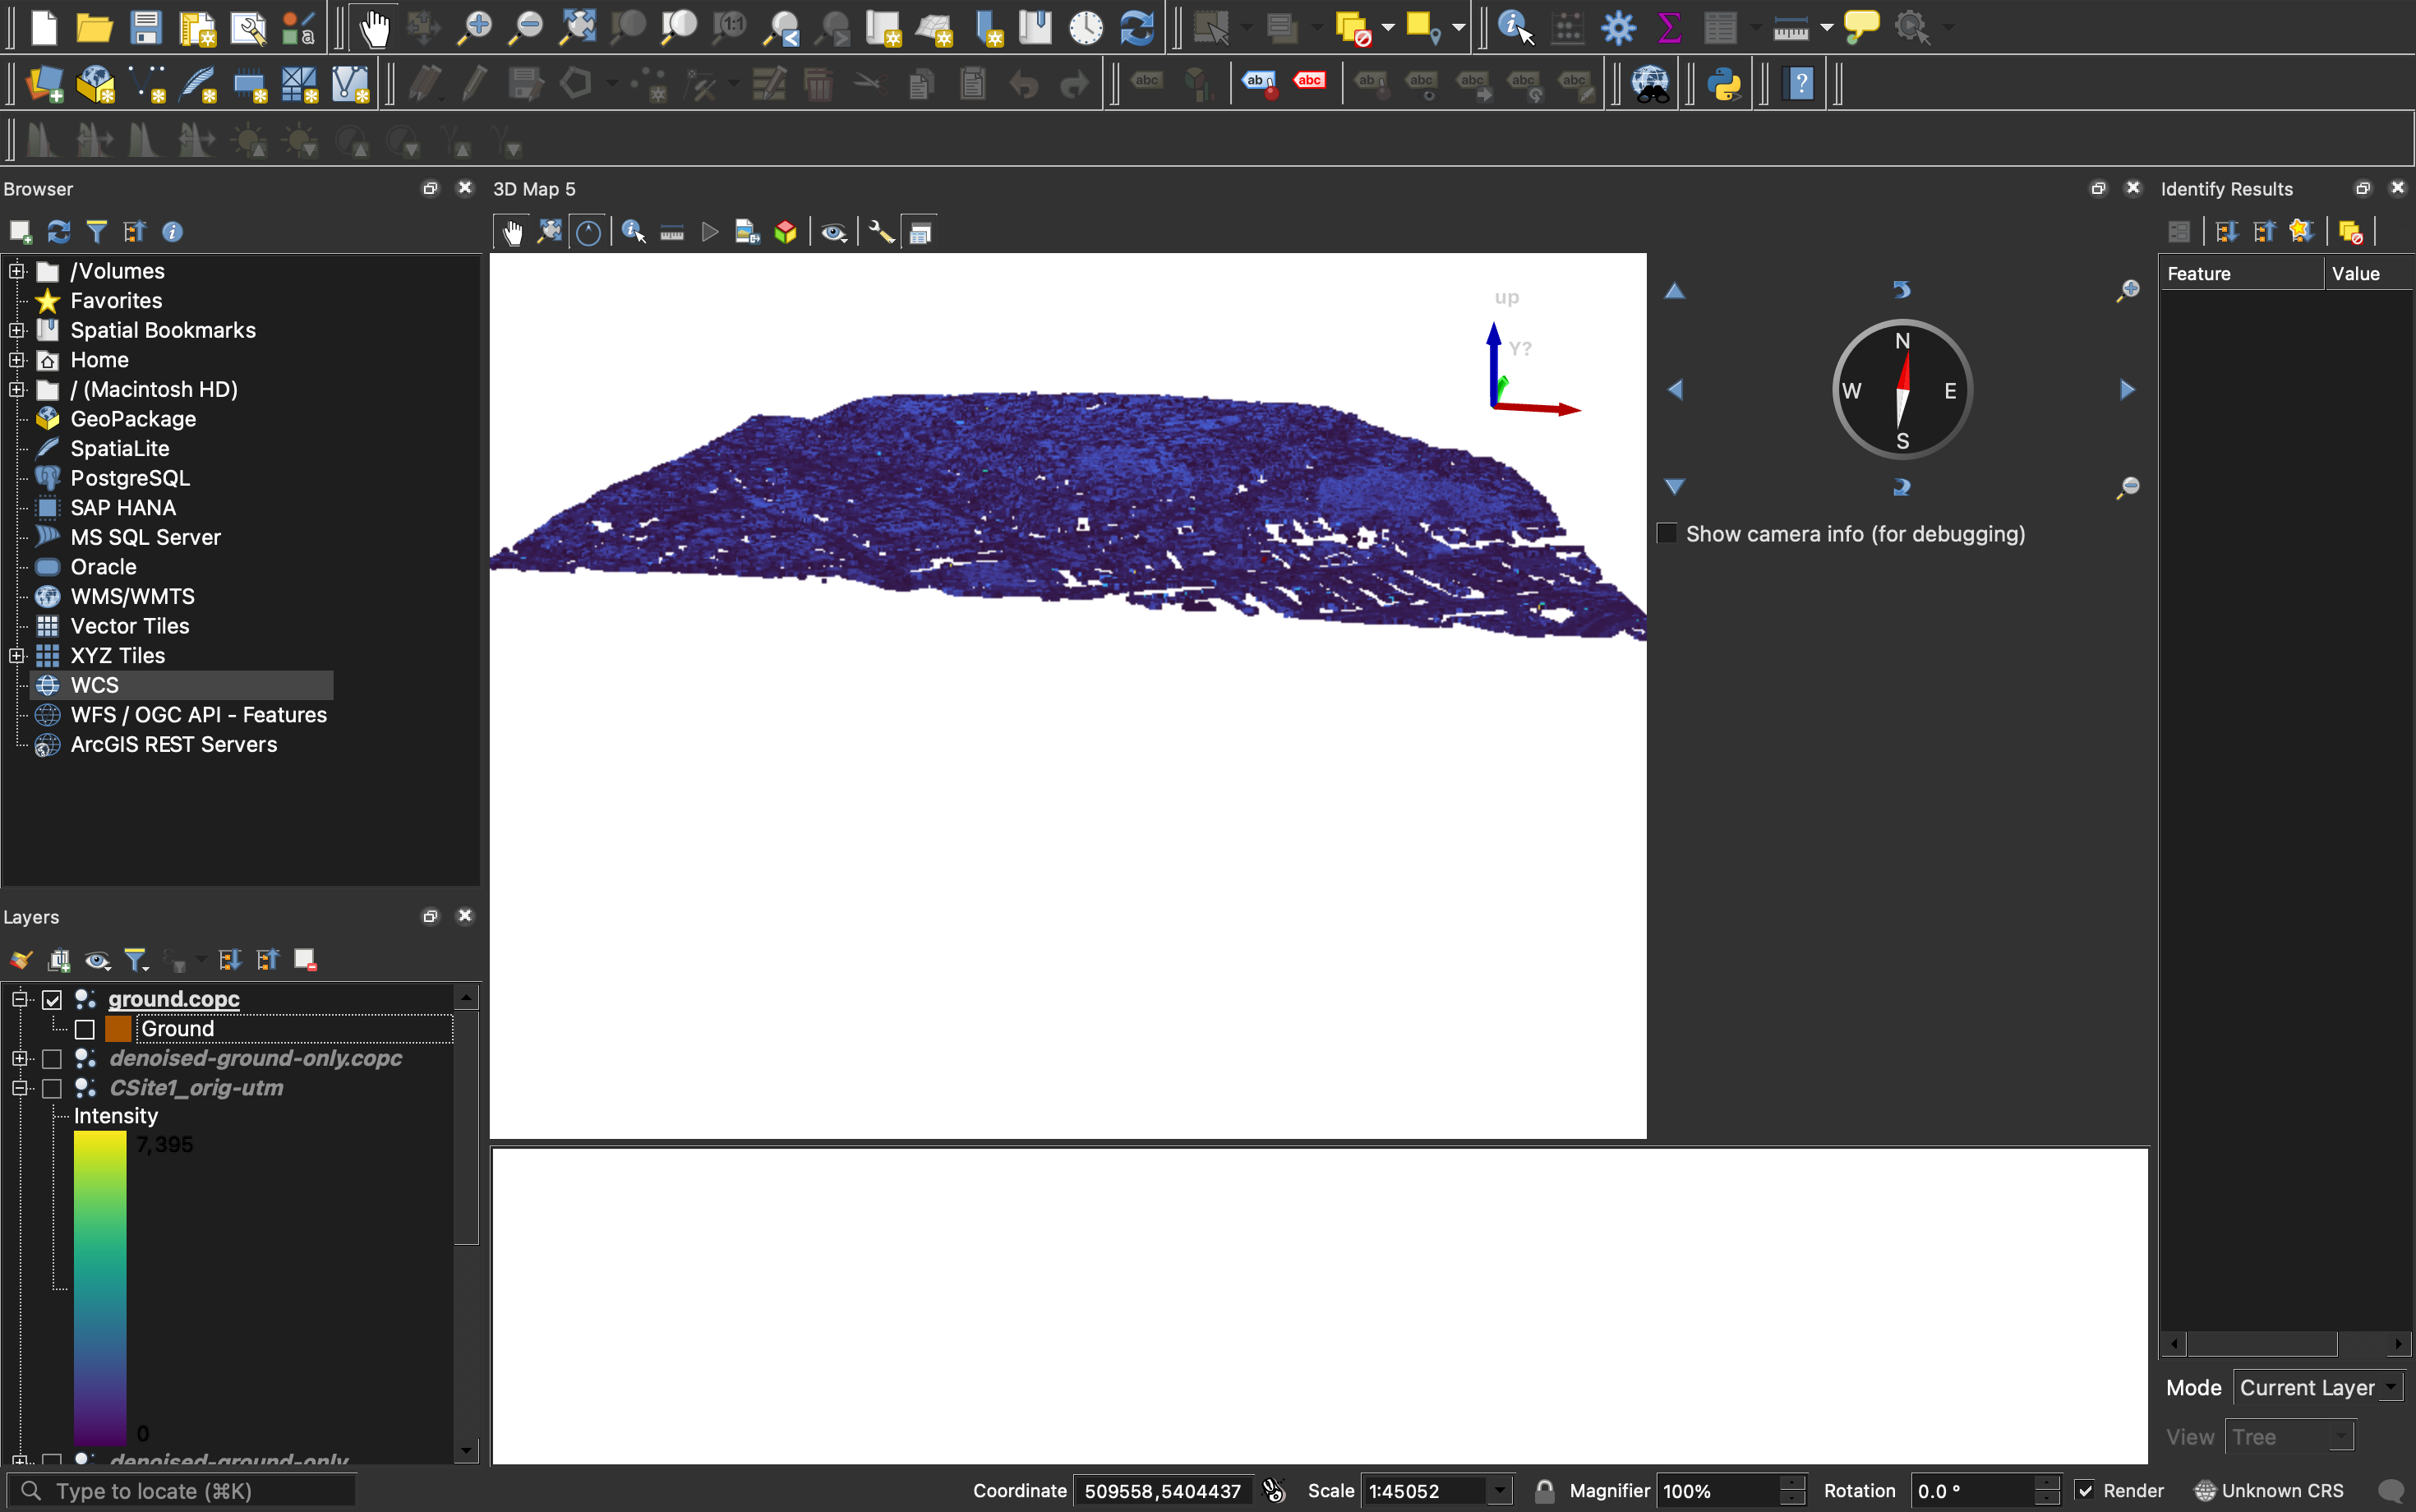 Browser
3D Map 5
Identify Results
/Volumes
Favorites
Spatial Bookmarks
Home
/ (Macintosh HD)
GeoPackage
SpatiaLite
PostgreSQL
SAP HANA
MS SQL Server
Oracle
WMS/WMTS
Vector Tiles
XYZ Tiles
WCS
WFS / OGC API - Features
ArcGIS REST Servers
up
Y?
N
W
E
S
Show camera info (for debugging)
Feature
Value
Layers
ground.copc
Ground
denoised-ground-only.copc
CSite1_orig-utm
Intensity
7,395
0
denoised-ground-only
Mode
Current Layer
View
Tree
Type to locate (⌘K)
Coordinate
509558,5404437
Scale
1:45052
Magnifier
100%
Rotation
0.0 °
Render
Unknown CRS